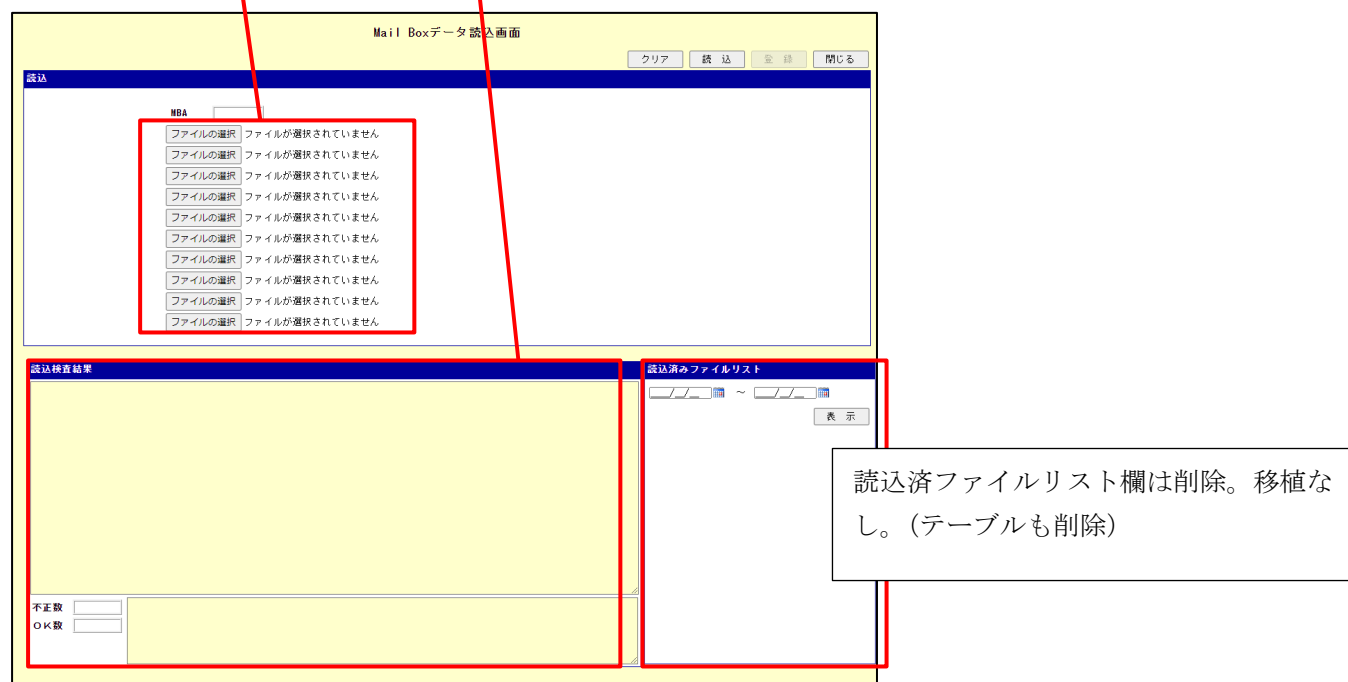 Mail Boxデータ読込画面
クリア 読 込 登 録 閉じる
読込
MBA
ファイルの選択 ファイルが選択されていません
ファイルの選択 ファイルが選択されていません
ファイルの選択 ファイルが選択されていません
ファイルの選択 ファイルが選択されていません
ファイルの選択 ファイルが選択されていません
ファイルの選択 ファイルが選択されていません
ファイルの選択 ファイルが選択されていません
ファイルの選択 ファイルが選択されていません
ファイルの選択 ファイルが選択されていません
ファイルの選択 ファイルが選択されていません
読込検査結果
読込済みファイルリスト
__/__/__ ~ __/__/__
表 示
読込済ファイルリスト欄は削除。移植な
し。(テーブルも削除)
不正数
OK数